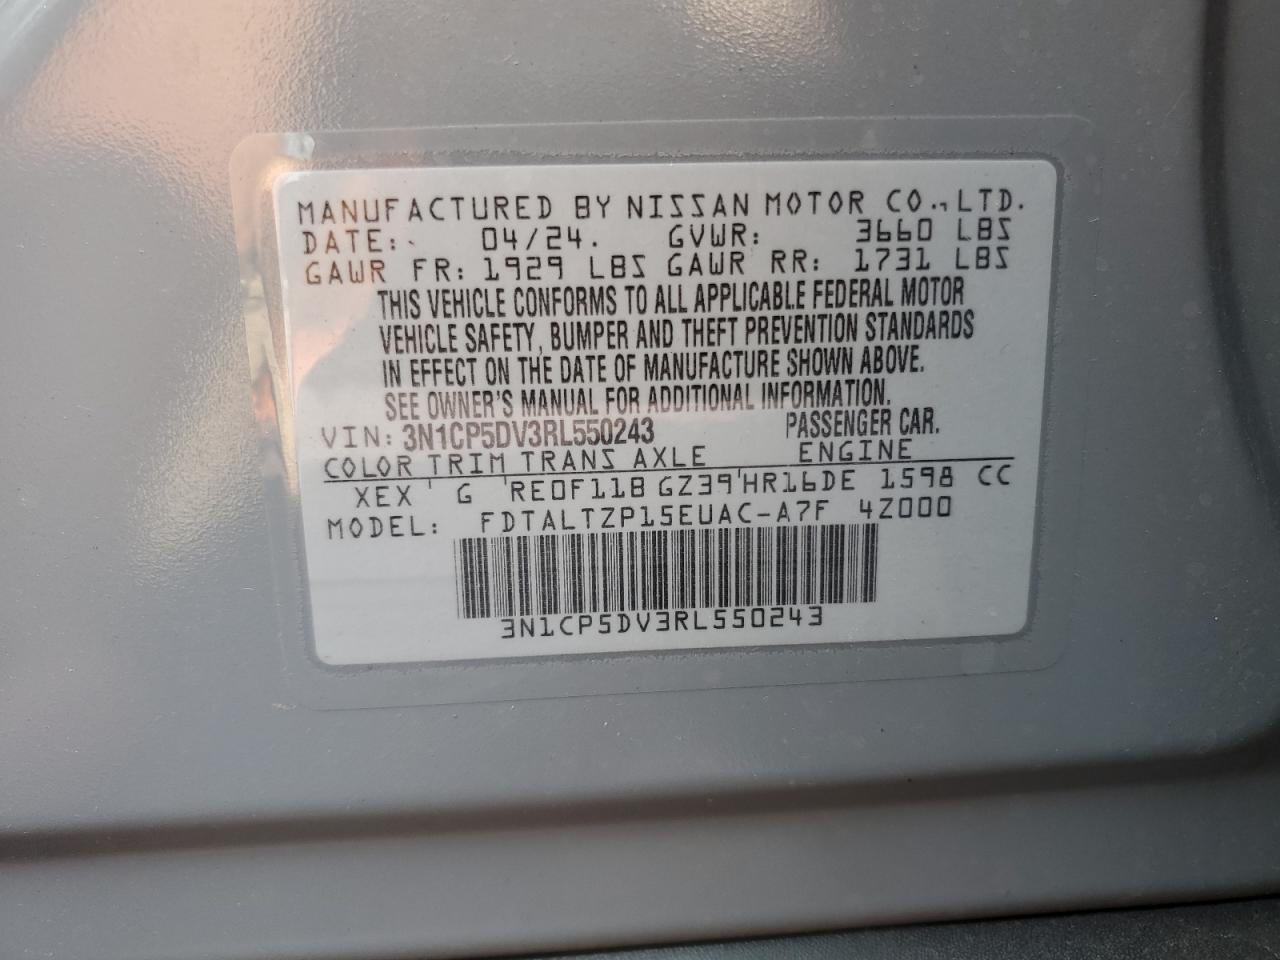 MANUFACTURED BY NISSAN MOTOR CO., LTD.
DATE: 04/24. GVWR: 3660 LBS
GAWR FR: 1929 LBS GAWR RR: 1731 LBS
THIS VEHICLE CONFORMS TO ALL APPLICABLE FEDERAL MOTOR
VEHICLE SAFETY, BUMPER AND THEFT PREVENTION STANDARDS
IN EFFECT ON THE DATE OF MANUFACTURE SHOWN ABOVE.
SEE OWNER'S MANUAL FOR ADDITIONAL INFORMATION.
VIN: 3N1CP5DV3RL550243 PASSENGER CAR.
COLOR TRIM TRANS AXLE ENGINE
XEX G RE0F11B GZ39 HR16DE 1598 CC
MODEL: FDTALTZP15EUAC-A7F 4Z000
3N1CP5DV3RL550243